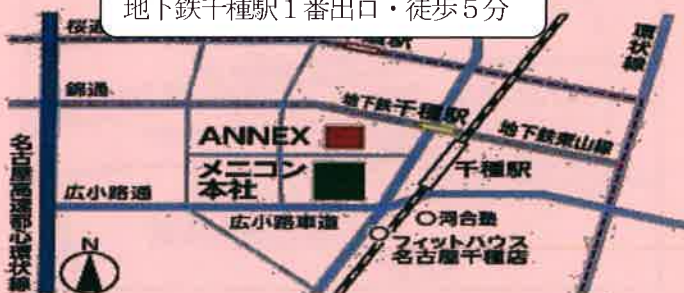 地下鉄千種駅1番出口・徒歩5分
桜通
駅
環状線
錦通
地下鉄千種駅
地下鉄東山線
ANNEX
メニコン
本社
千種駅
広小路通
広小路車道
河合塾
フィットハウス
名古屋千種店
名古屋高速都心環状線
N